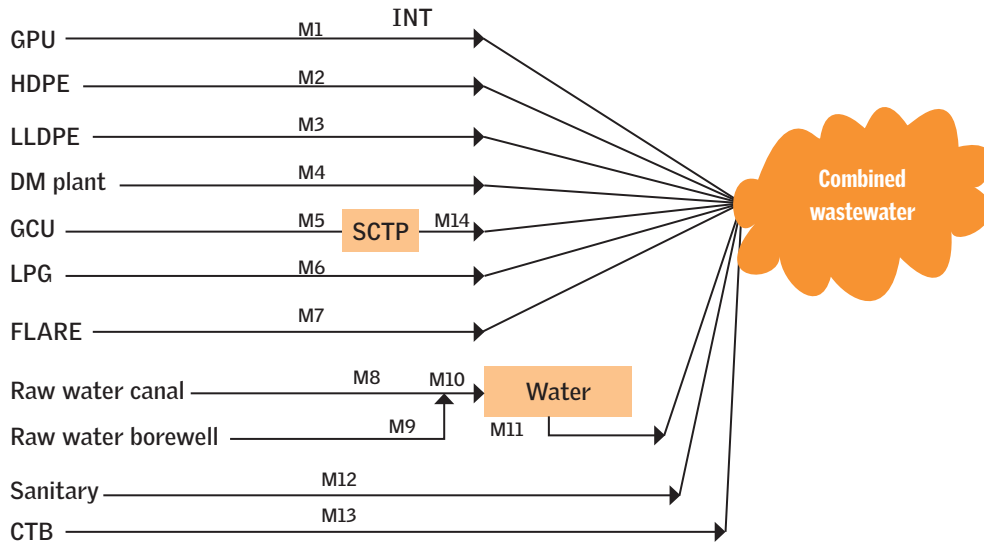 INT
GPU M1
HDPE M2
LLDPE M3
DM plant M4
GCU M5 SCTP M14
LPG M6
FLARE M7
Raw water canal M8 M10 Water
Raw water borewell M9 M11
Sanitary M12
CTB M13
Combined
wastewater